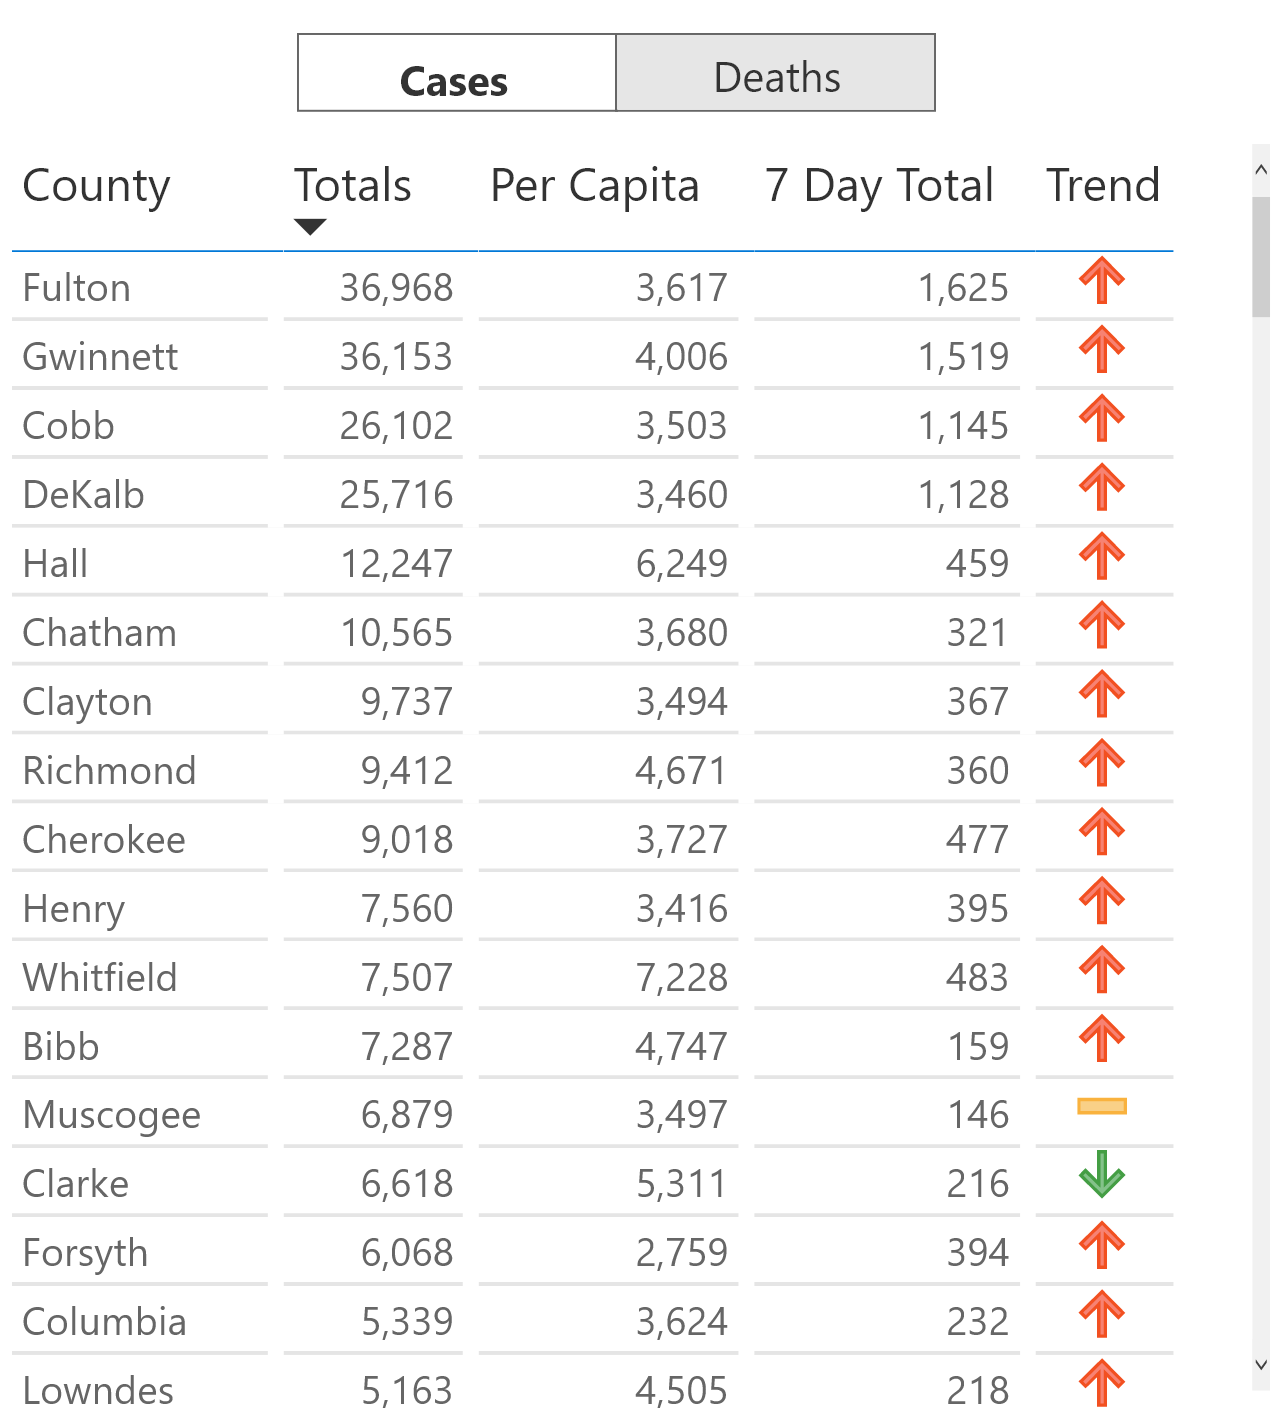 Cases Deaths
County Totals Per Capita 7 Day Total Trend
Fulton 36,968 3,617 1,625
Gwinnett 36,153 4,006 1,519
Cobb 26,102 3,503 1,145
DeKalb 25,716 3,460 1,128
Hall 12,247 6,249 459
Chatham 10,565 3,680 321
Clayton 9,737 3,494 367
Richmond 9,412 4,671 360
Cherokee 9,018 3,727 477
Henry 7,560 3,416 395
Whitfield 7,507 7,228 483
Bibb 7,287 4,747 159
Muscogee 6,879 3,497 146
Clarke 6,618 5,311 216
Forsyth 6,068 2,759 394
Columbia 5,339 3,624 232
Lowndes 5,163 4,505 218